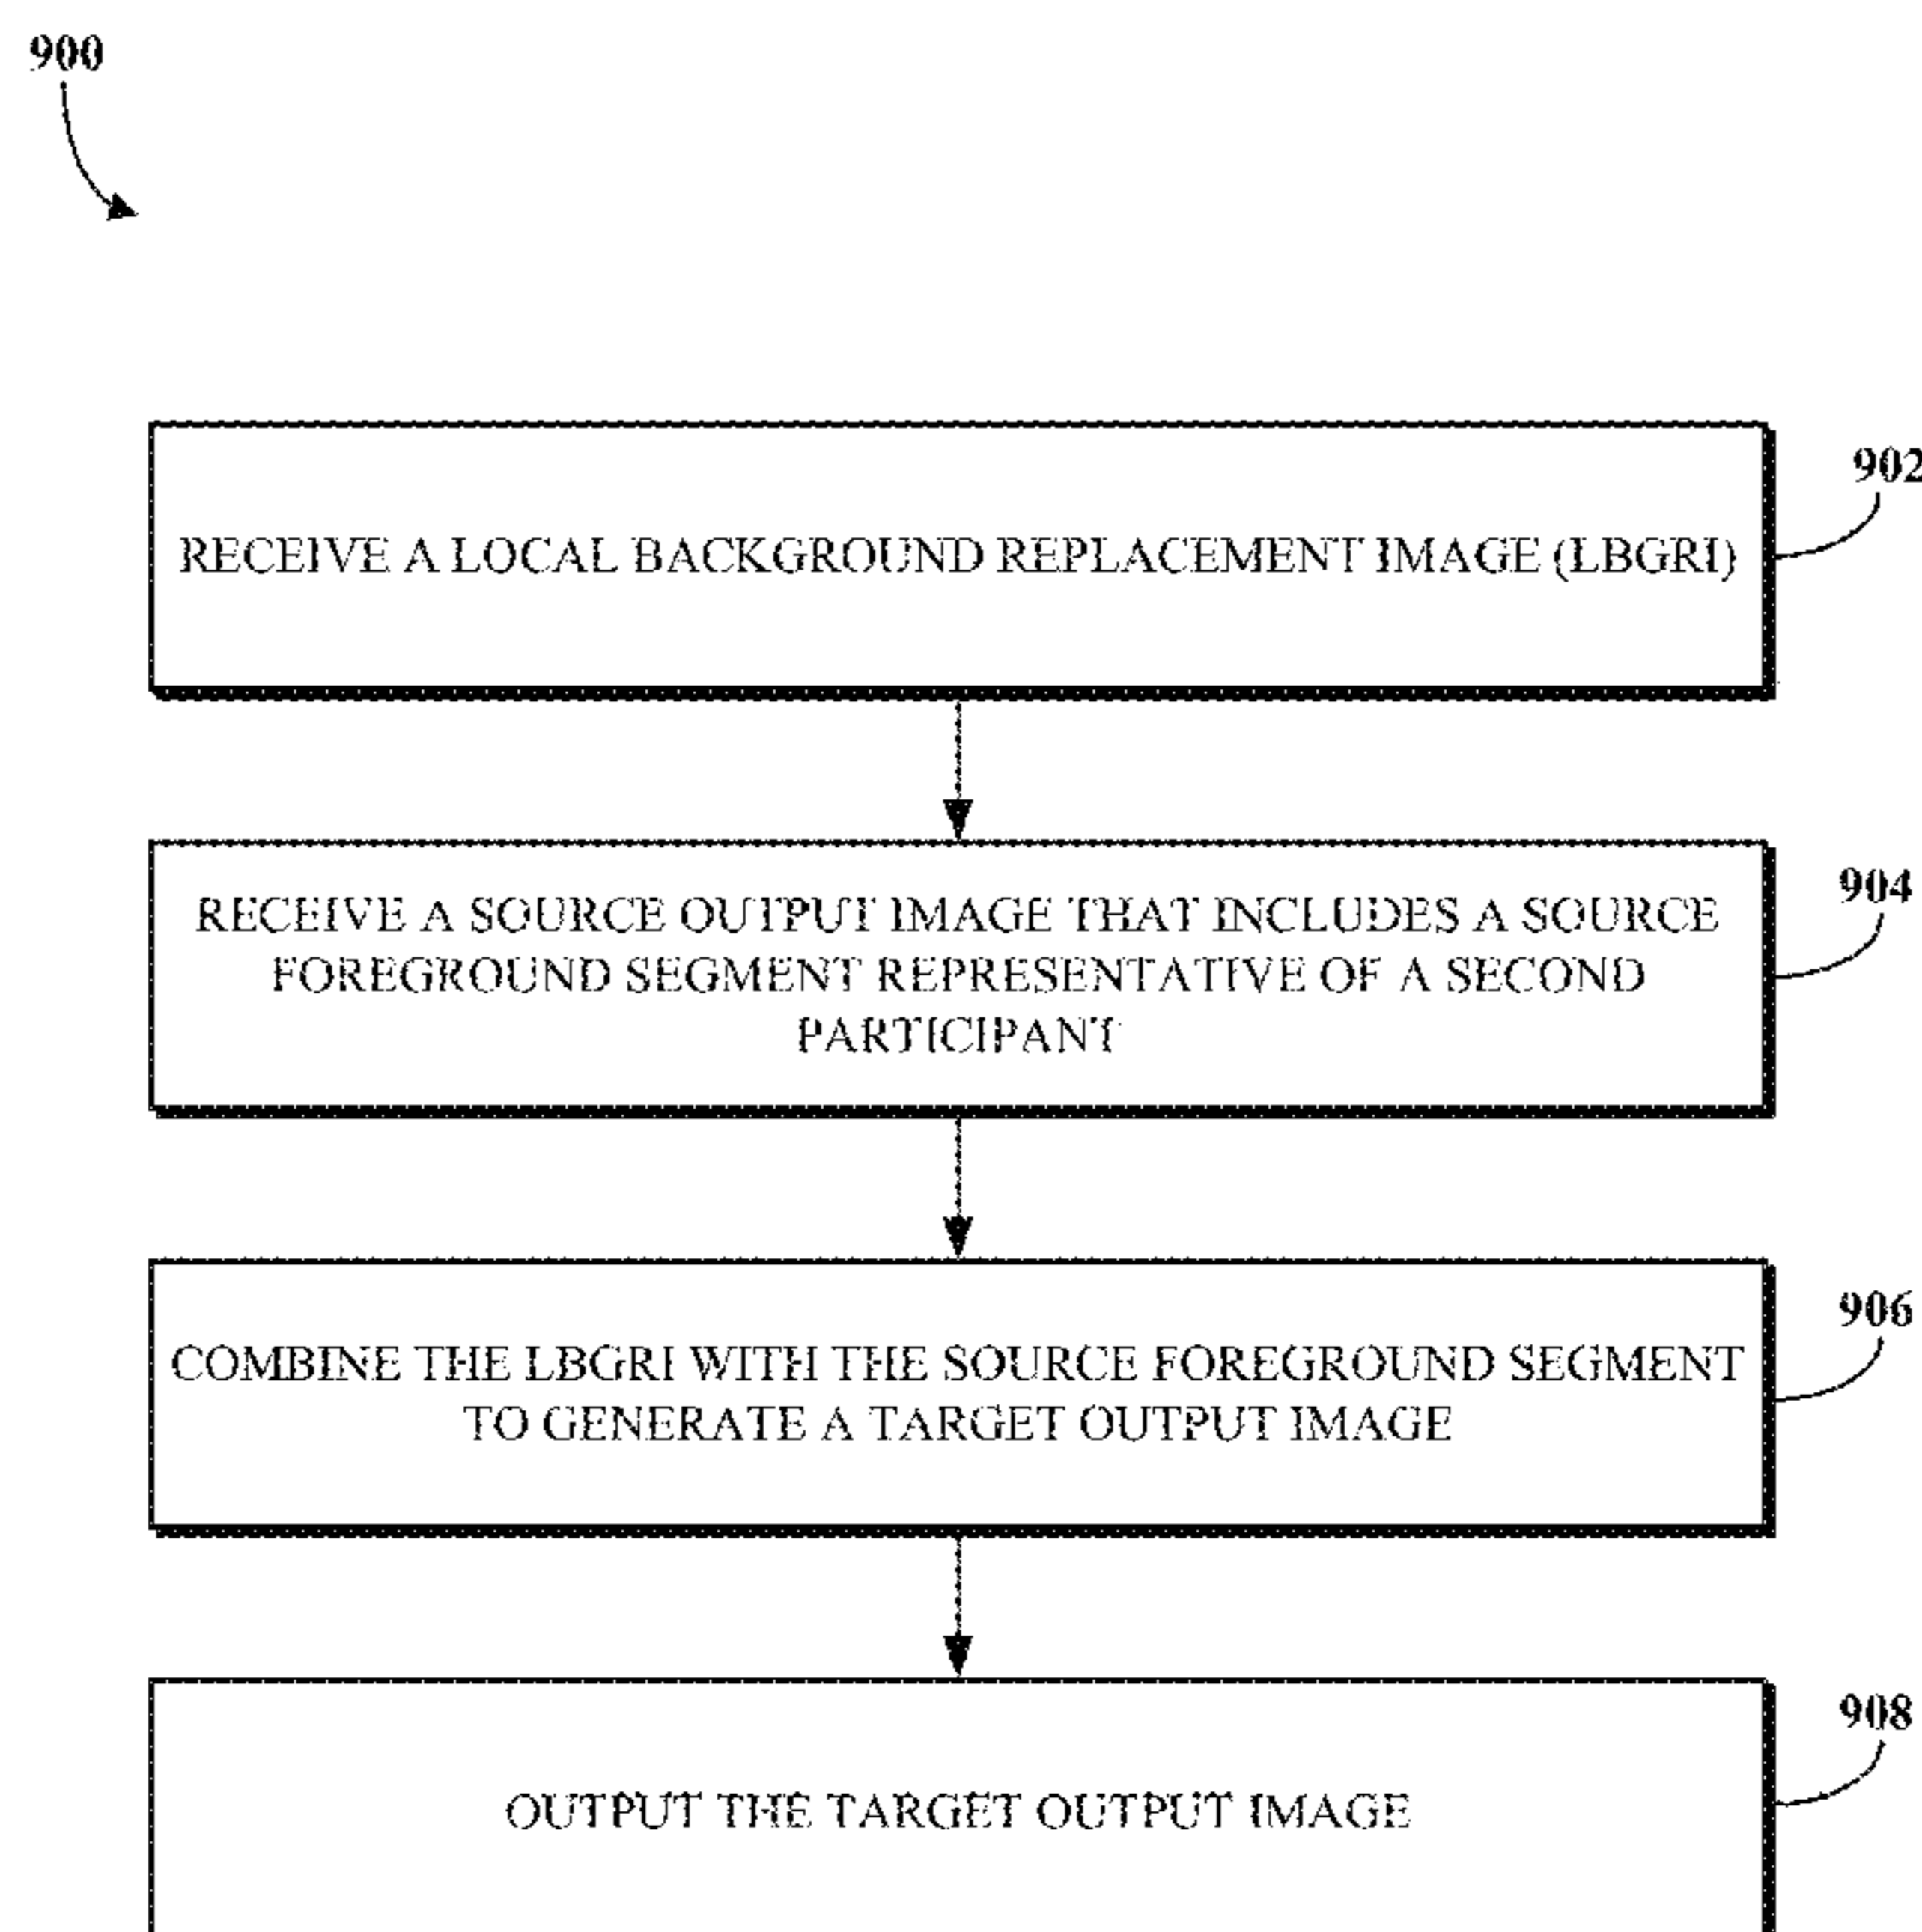 900
902
RECEIVE A LOCAL BACKGROUND REPLACEMENT IMAGE (LBGRI)
904
RECEIVE A SOURCE OUTPUT IMAGE THAT INCLUDES A SOURCE
FOREGROUND SEGMENT REPRESENTATIVE OF A SECOND
PARTICIPANT
906
COMBINE THE LBGRI WITH THE SOURCE FOREGROUND SEGMENT
TO GENERATE A TARGET OUTPUT IMAGE
908
OUTPUT THE TARGET OUTPUT IMAGE